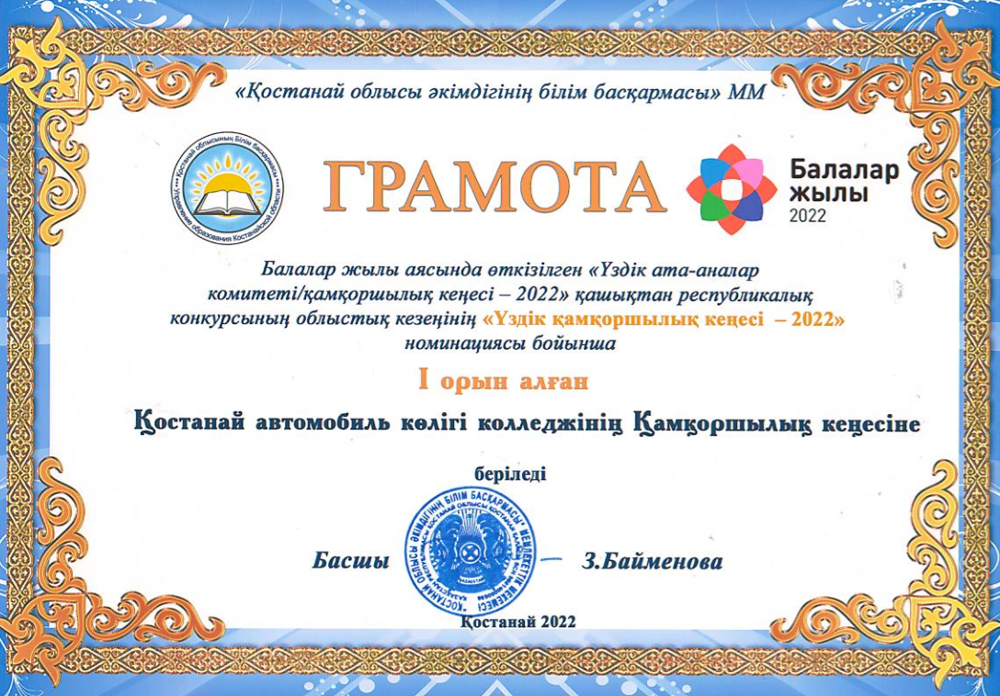 «Қостанай облысы әкімдігінің білім басқармасы» ММ
Қостанай облысының Білім басқармасы
Управление образования Костанайской области
ГРАМОТА
Балалар
жылы
2022
Балалар жылы аясында өткізілген «Үздік ата-аналар
комитеті/қамқоршылық кеңесі – 2022» қашықтан республикалық
конкурсының облыстық кезеңінің «Үздік қамқоршылық кеңесі – 2022»
номинациясы бойынша
I орын алған
Қостанай автомобиль көлігі колледжінің Қамқоршылық кеңесіне
беріледі
"ҚОСТАНАЙ ОБЛЫСЫ ӘКІМДІГІНІҢ БІЛІМ БАСҚАРМАСЫ" МЕМЛЕКЕТТІК МЕКЕМЕСІ
Басшы З.Байменова
Қостанай 2022